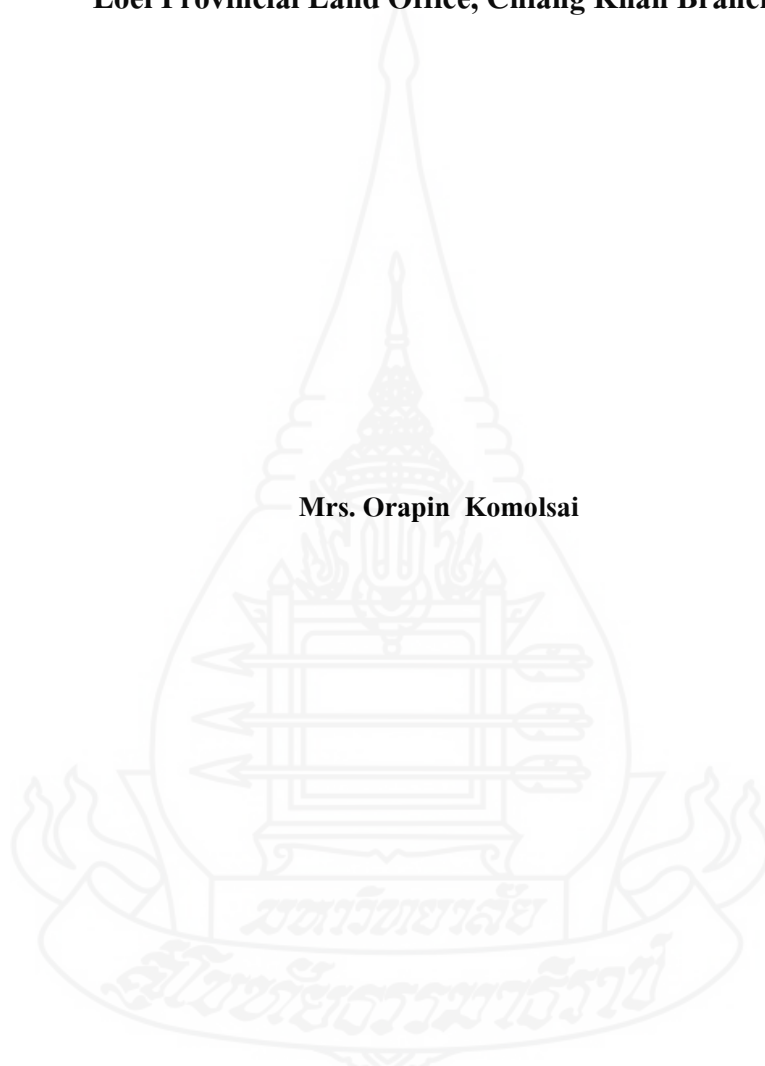 Loei Provincial Land Office, Chiang Khan Branch
Mrs. Orapin Komolsai
มหาวิทยาลัย
สุโขทัยธรรมาธิราช